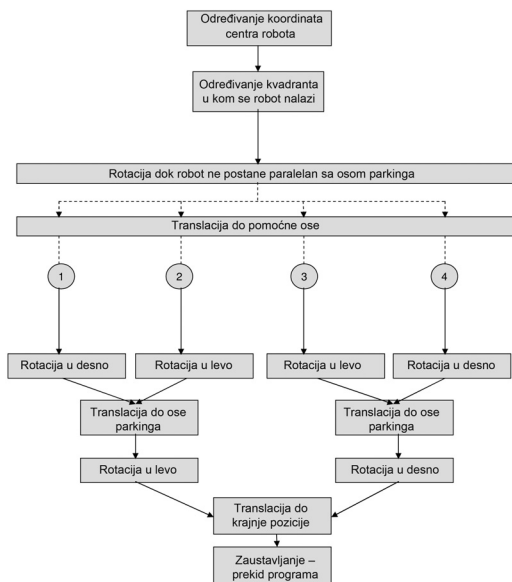 Određivanje koordinata
centra robota
Određivanje kvadranta
u kom se robot nalazi
Rotacija dok robot ne postane paralelan sa osom parkinga
Translacija do pomoćne ose
1
2
3
4
Rotacija u desno
Rotacija u levo
Rotacija u levo
Rotacija u desno
Translacija do ose
parkinga
Translacija do ose
parkinga
Rotacija u levo
Rotacija u desno
Translacija do
krajnje pozicije
Zaustavljanje –
prekid programa